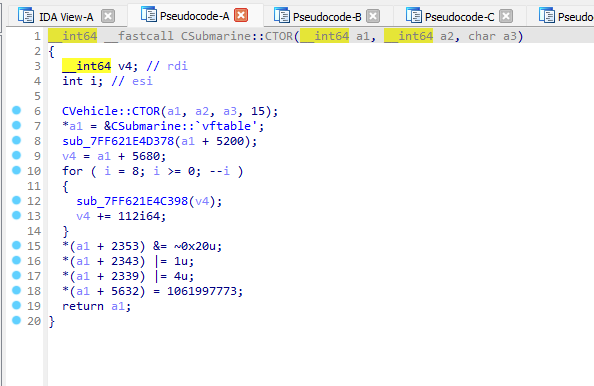 IDA View-A Pseudocode-A Pseudocode-B Pseudocode-C Pseudo
1 __int64 __fastcall CSubmarine::CTOR(__int64 a1, __int64 a2, char a3)
2 {
3 __int64 v4; // rdi
4 int i; // esi
5
6 CVehicle::CTOR(a1, a2, a3, 15);
7 *a1 = &CSubmarine::`vftable';
8 sub_7FF621E4D378(a1 + 5200);
9 v4 = a1 + 5680;
10 for ( i = 8; i >= 0; --i )
11 {
12 sub_7FF621E4C398(v4);
13 v4 += 112i64;
14 }
15 *(a1 + 2353) &= ~0x20u;
16 *(a1 + 2343) |= 1u;
17 *(a1 + 2339) |= 4u;
18 *(a1 + 5632) = 1061997773;
19 return a1;
20 }